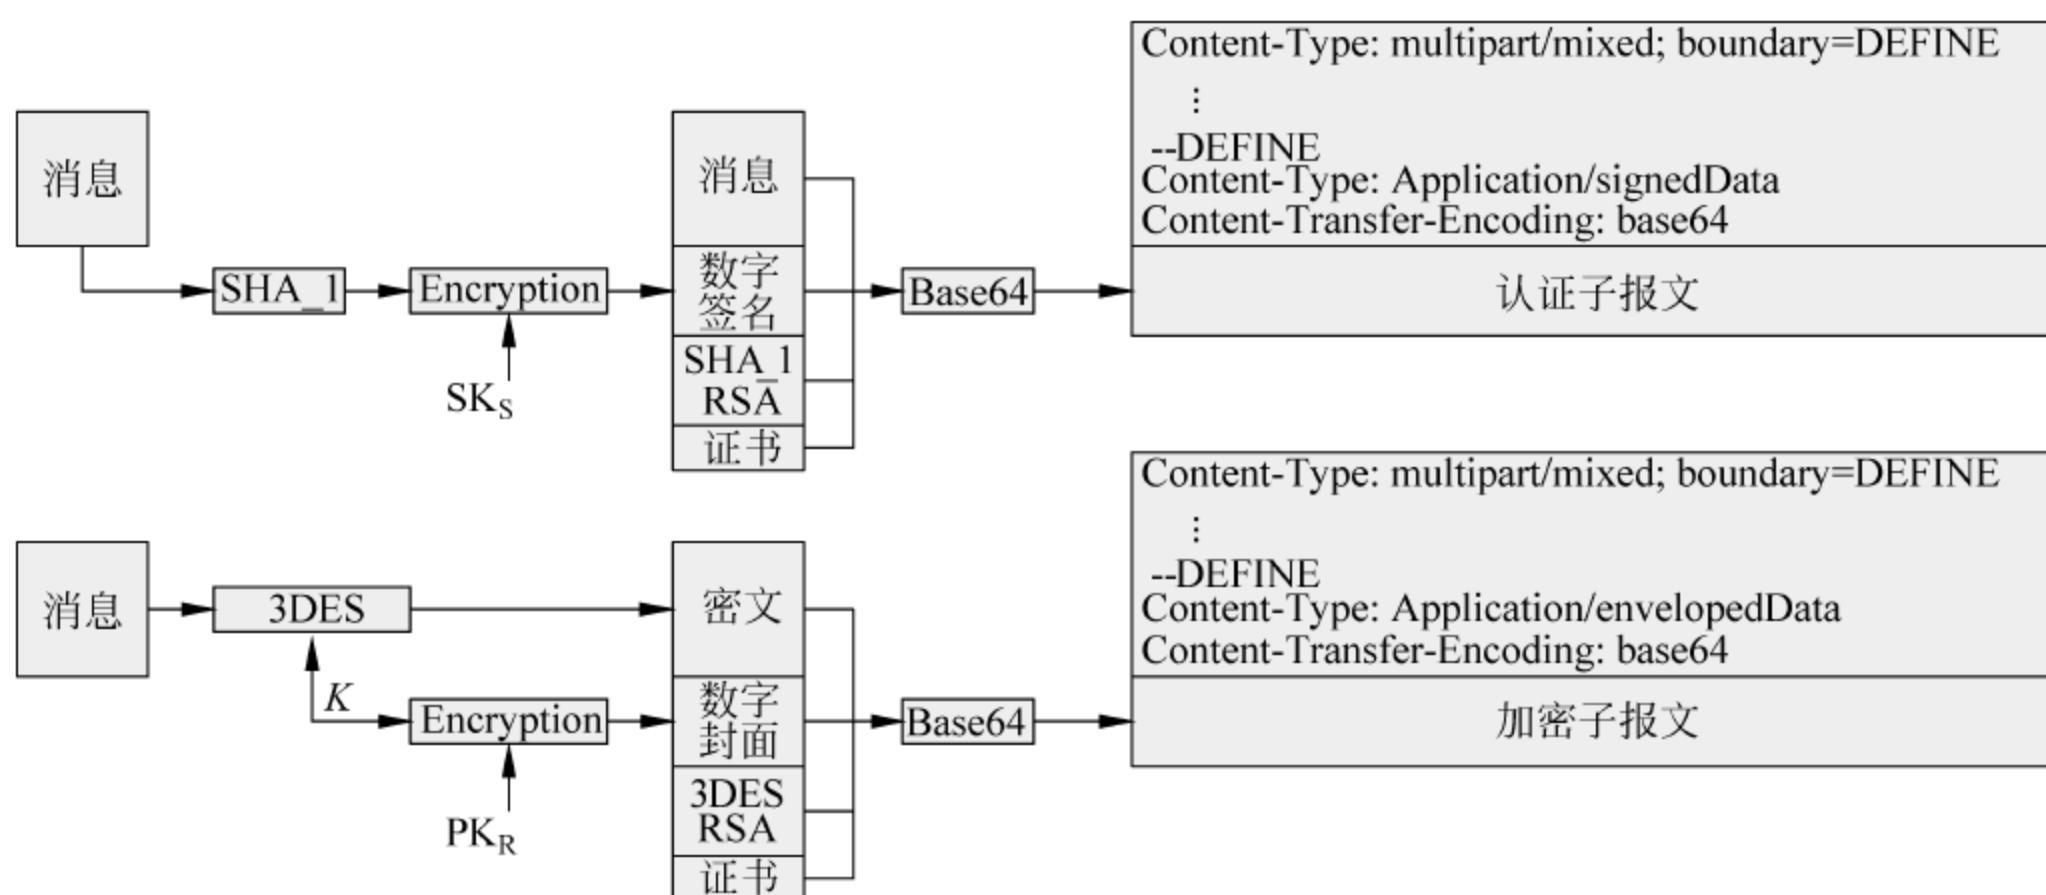 消息
SHA_1
Encryption
SKS
消息
数字
签名
SHA_1
RSA
证书
Base64
Content-Type: multipart/mixed; boundary=DEFINE
⋮
--DEFINE
Content-Type: Application/signedData
Content-Transfer-Encoding: base64
认证子报文
消息
3DES
K
Encryption
PKR
密文
数字
封面
3DES
RSA
证书
Base64
Content-Type: multipart/mixed; boundary=DEFINE
⋮
--DEFINE
Content-Type: Application/envelopedData
Content-Transfer-Encoding: base64
加密子报文